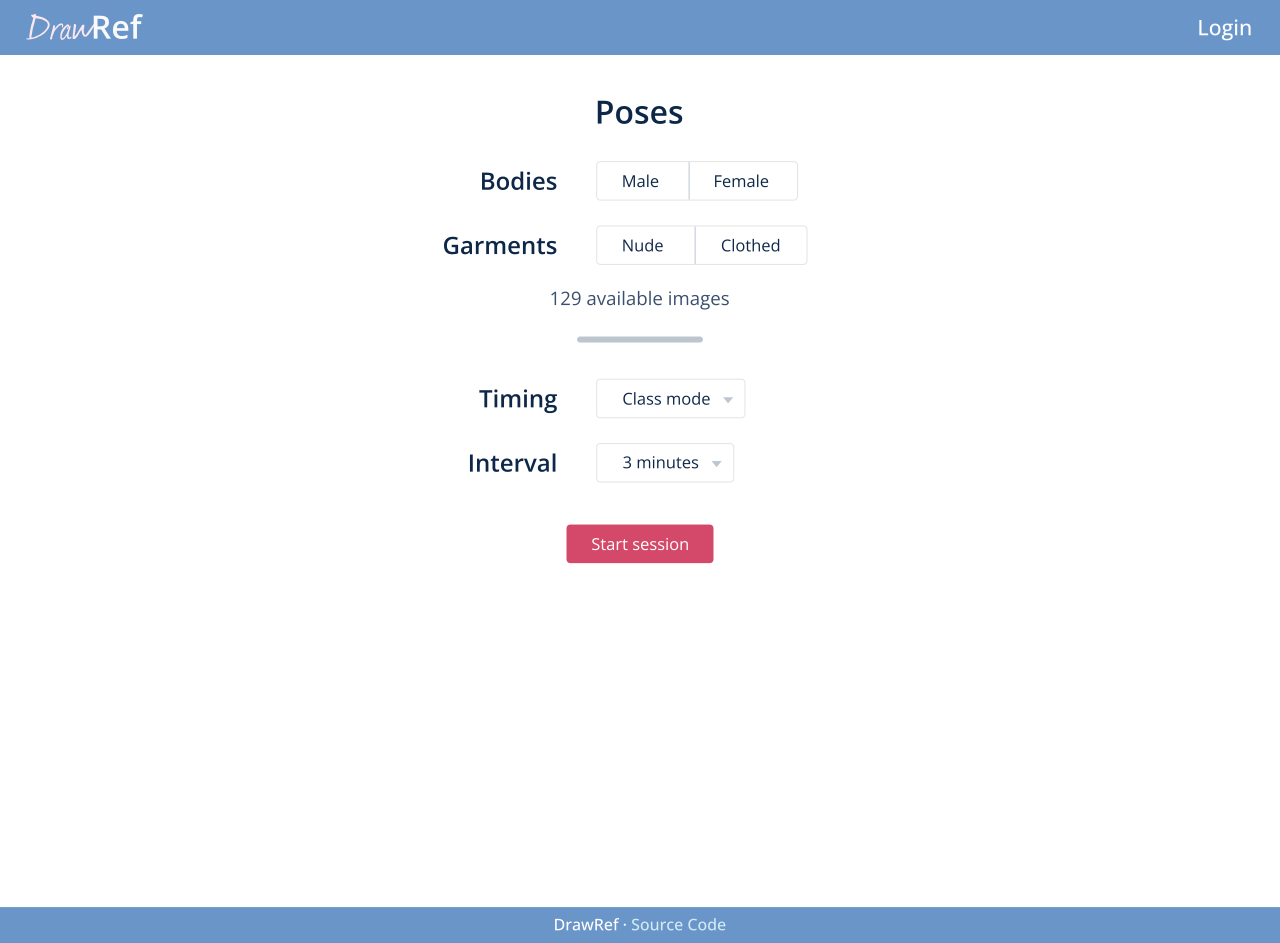 DrawRef Login
Poses
Bodies Male Female
Garments Nude Clothed
129 available images
Timing Class mode
Interval 3 minutes
Start session
DrawRef · Source Code